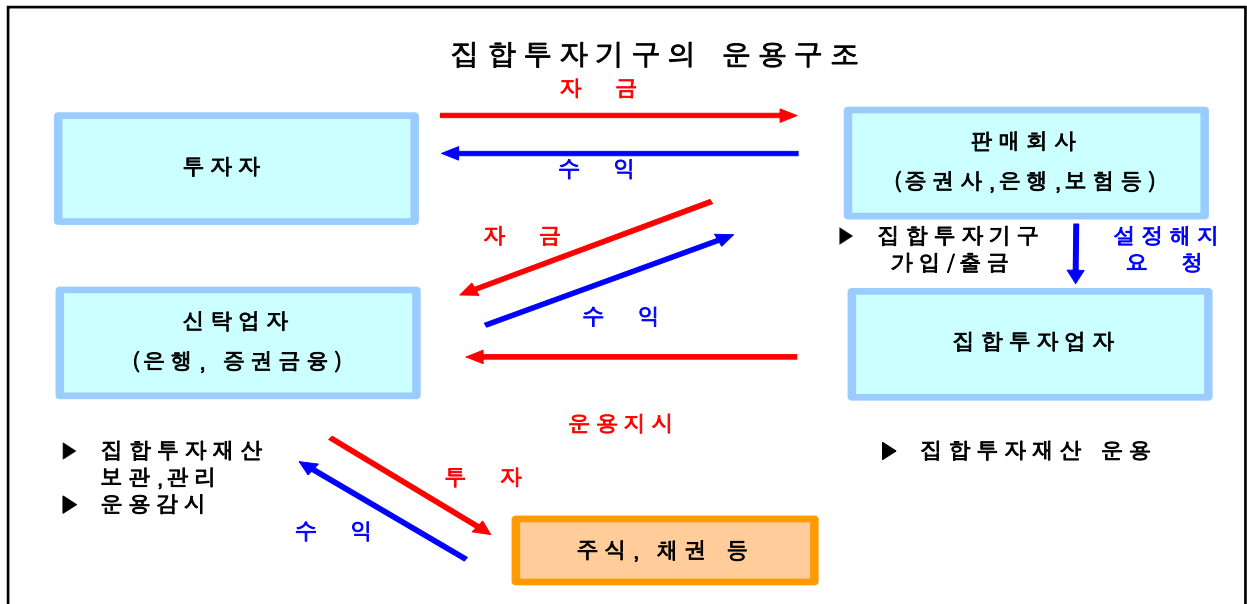 집합투자기구의 운용구조
자 금
투자자
수 익
판매회사
(증권사,은행,보험등)
자 금
▶ 집합투자기구
가입/출금
설정해지
요 청
신탁업자
(은행, 증권금융)
수 익
집합투자업자
운용지시
▶ 집합투자재산
보관,관리
▶ 운용감시
▶ 집합투자재산 운용
투 자
수 익
주식, 채권 등